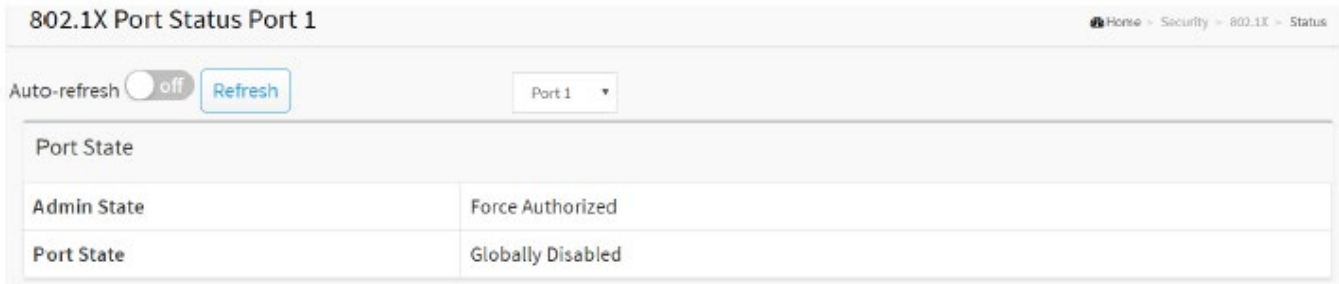 802.1X Port Status Port 1
Home > Security > 802.1X > Status
Auto-refresh off Refresh Port 1
Port State
Admin State Force Authorized
Port State Globally Disabled